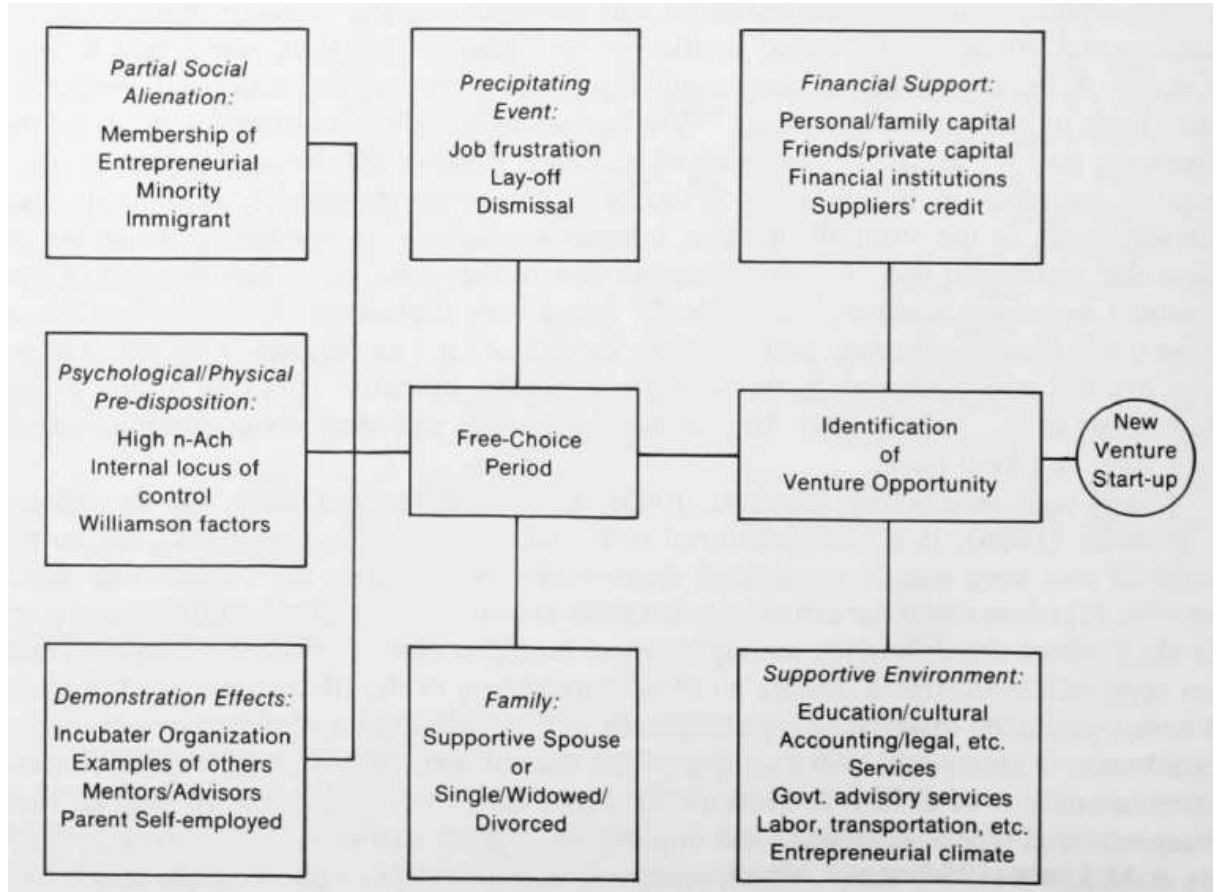 Partial Social
Alienation:
Membership of
Entrepreneurial
Minority
Immigrant
Precipitating
Event:
Job frustration
Lay-off
Dismissal
Financial Support:
Personal/family capital
Friends/private capital
Financial institutions
Suppliers' credit
Psychological/Physical
Pre-disposition:
High n-Ach
Internal locus of
control
Williamson factors
Free-Choice
Period
Identification
of
Venture Opportunity
New
Venture
Start-up
Demonstration Effects:
Incubater Organization
Examples of others
Mentors/Advisors
Parent Self-employed
Family:
Supportive Spouse
or
Single/Widowed/
Divorced
Supportive Environment:
Education/cultural
Accounting/legal, etc.
Services
Govt. advisory services
Labor, transportation, etc.
Entrepreneurial climate